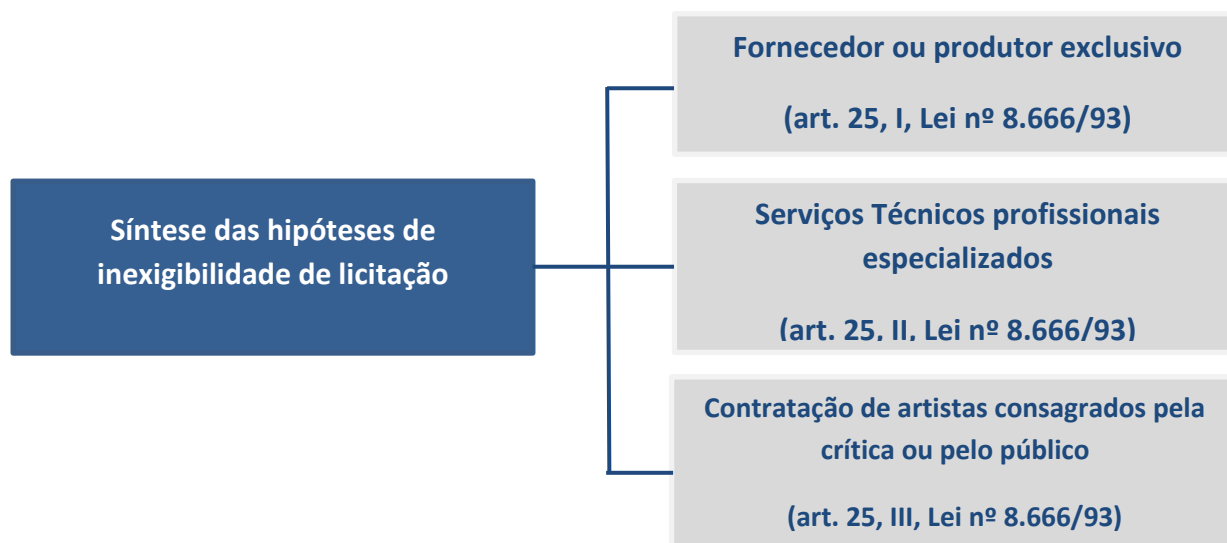 Síntese das hipóteses de
inexigibilidade de licitação
Fornecedor ou produtor exclusivo
(art. 25, I, Lei nº 8.666/93)
Serviços Técnicos profissionais
especializados
(art. 25, II, Lei nº 8.666/93)
Contratação de artistas consagrados pela
crítica ou pelo público
(art. 25, III, Lei nº 8.666/93)